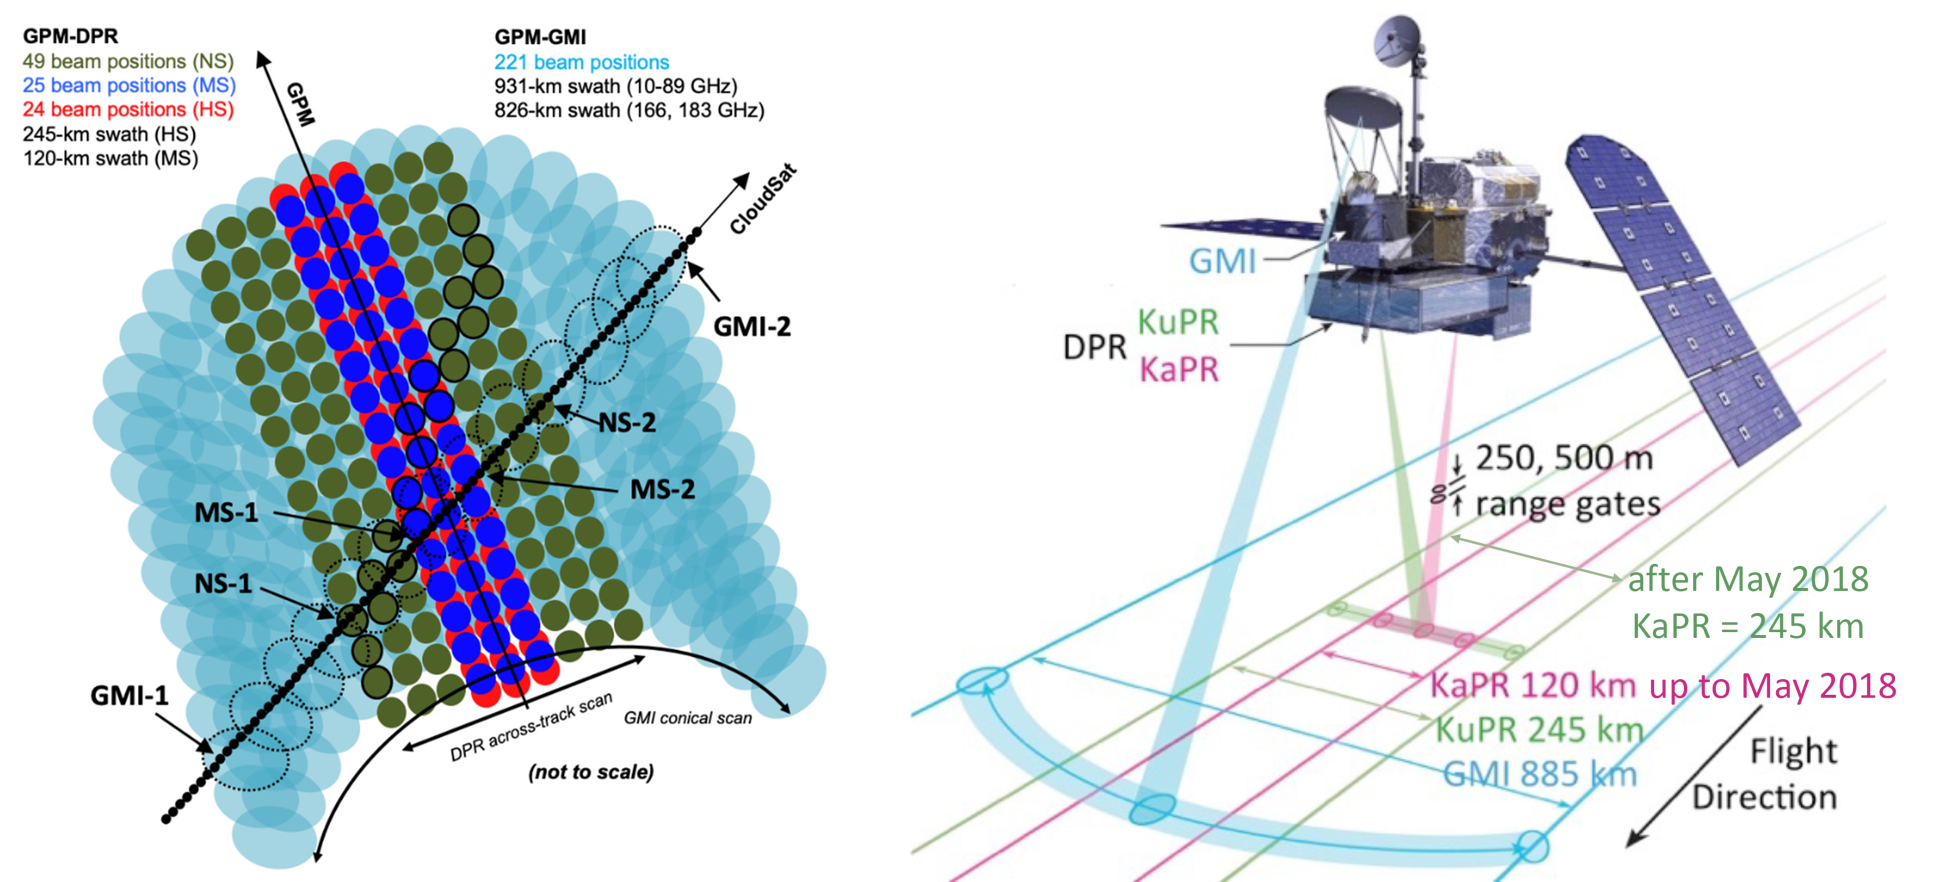 GPM-DPR
49 beam positions (NS)
25 beam positions (MS)
24 beam positions (HS)
245-km swath (HS)
120-km swath (MS)
GPM-GMI
221 beam positions
931-km swath (10-89 GHz)
826-km swath (166, 183 GHz)
GPM
CloudSat
GMI-2
NS-2
MS-2
MS-1
NS-1
GMI-1
DPR across-track scan
GMI conical scan
(not to scale)
GMI
DPR
KuPR
KaPR
250, 500 m
range gates
after May 2018
KaPR = 245 km
KaPR 120 km up to May 2018
KuPR 245 km
GMI 885 km
Flight
Direction